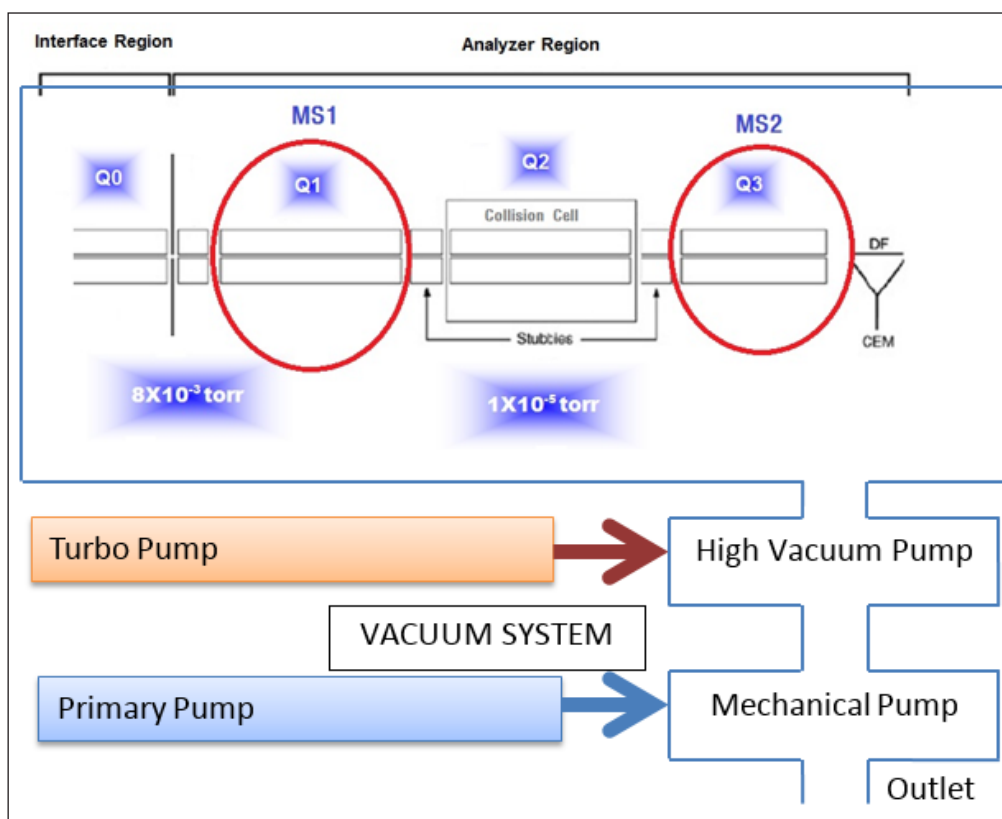 Interface Region
Analyzer Region
MS1
MS2
Q0
Q1
Q2
Q3
Collision Cell
DF
Stubbies
CEM
8X10⁻³ torr
1X10⁻⁵ torr
Turbo Pump
High Vacuum Pump
VACUUM SYSTEM
Primary Pump
Mechanical Pump
Outlet